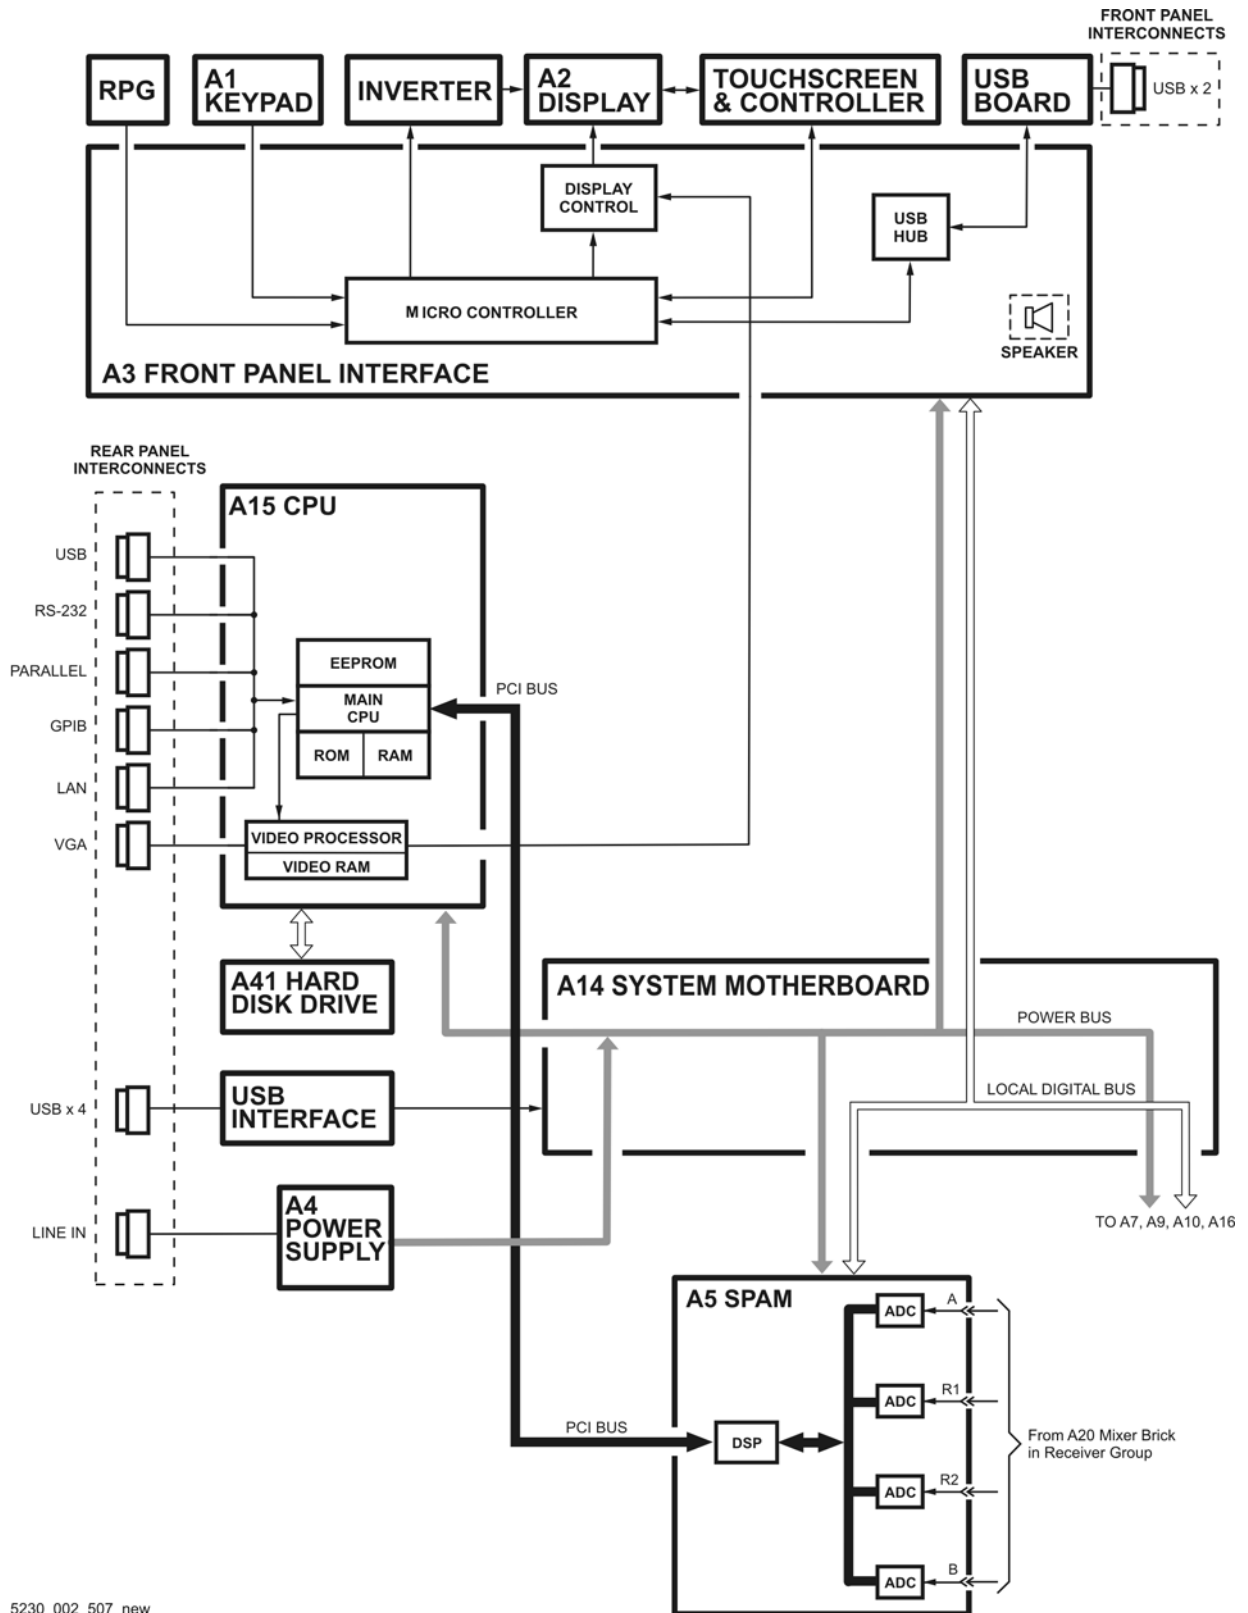 FRONT PANEL
INTERCONNECTS
RPG
A1
KEYPAD
INVERTER
A2
DISPLAY
TOUCHSCREEN
& CONTROLLER
USB
BOARD
USB x 2
DISPLAY
CONTROL
USB
HUB
MICRO CONTROLLER
SPEAKER
A3 FRONT PANEL INTERFACE
REAR PANEL
INTERCONNECTS
A15 CPU
USB
RS-232
PARALLEL
GPIB
LAN
VGA
EEPROM
MAIN
CPU
ROM
RAM
PCI BUS
VIDEO PROCESSOR
VIDEO RAM
A41 HARD
DISK DRIVE
A14 SYSTEM MOTHERBOARD
POWER BUS
LOCAL DIGITAL BUS
USB x 4
USB
INTERFACE
LINE IN
A4
POWER
SUPPLY
TO A7, A9, A10, A16
A5 SPAM
ADC
A
ADC
R1
PCI BUS
DSP
From A20 Mixer Brick
in Receiver Group
ADC
R2
ADC
B
5230_002_507_new